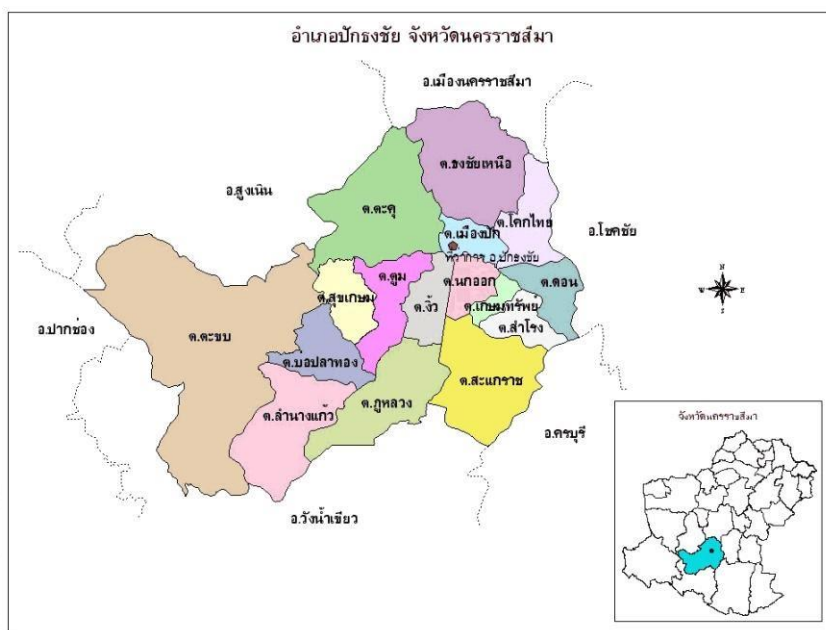 อำเภอปักธงชัย จังหวัดนครราชสีมา
อ.เมืองนครราชสีมา
ต.ธงชัยเหนือ
อ.สูงเนิน
ต.ตะคุ
ต.โคกไทย
อ.โชคชัย
ต.เมืองปัก
ที่ว่าการ อ.ปักธงชัย
ต.ตูม
ต.นกออก
ต.ดอน
N
W
E
S
ต.สุขเกษม
ต.งิ้ว
ต.เกษมทรัพย์
อ.ปากช่อง
ต.ตะขบ
ต.สำโรง
ต.บ่อปลาทอง
ต.สะแกราช
ต.ลำนางแก้ว
ต.ภูหลวง
อ.ครบุรี
อ.วังน้ำเขียว
จังหวัดนครราชสีมา